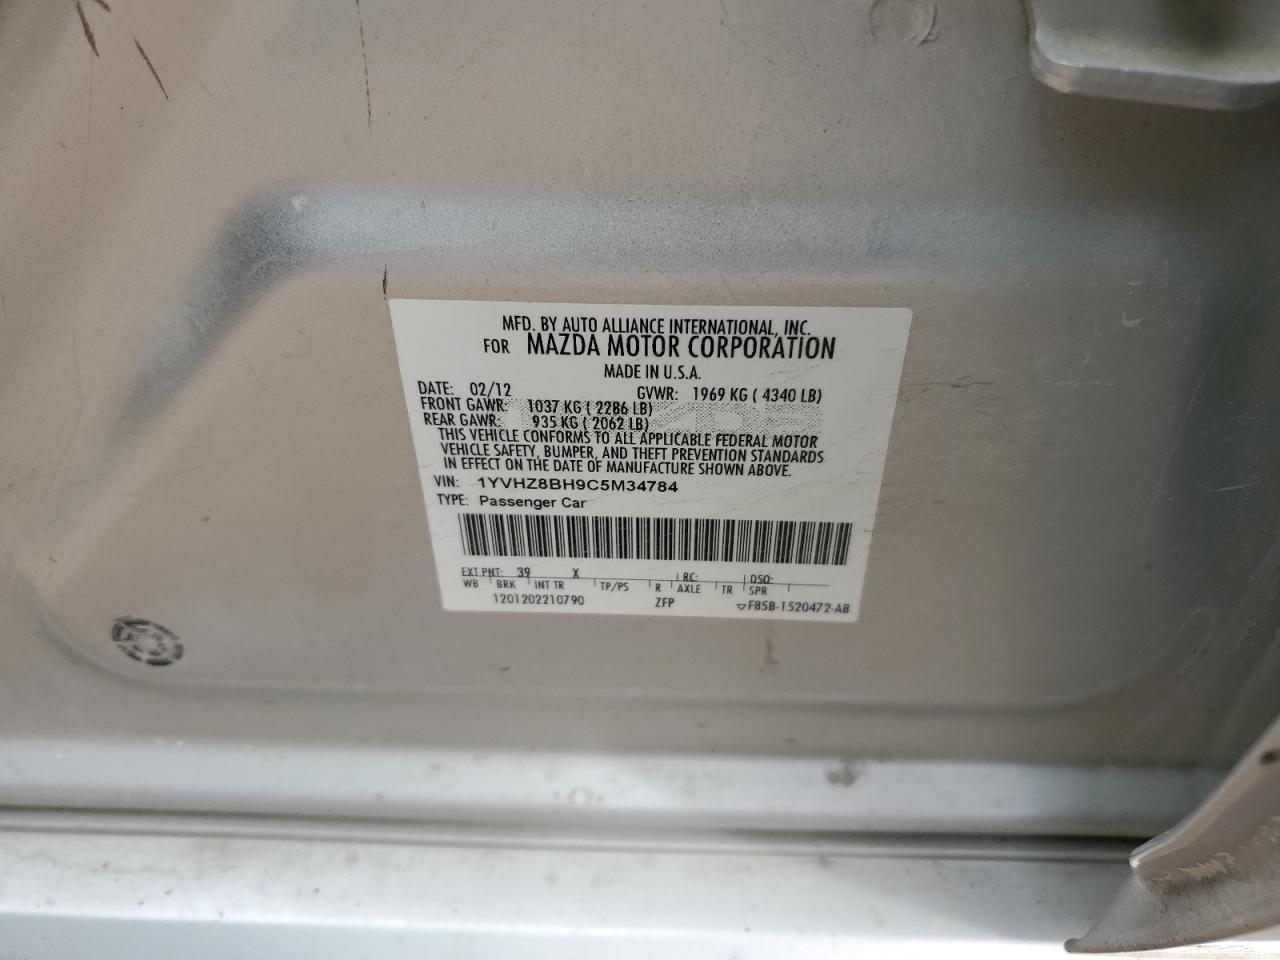 MFD. BY AUTO ALLIANCE INTERNATIONAL, INC.
FOR MAZDA MOTOR CORPORATION
MADE IN U.S.A.
DATE: 02/12 GVWR: 1969 KG ( 4340 LB)
FRONT GAWR: 1037 KG ( 2286 LB)
REAR GAWR: 935 KG ( 2062 LB)
THIS VEHICLE CONFORMS TO ALL APPLICABLE FEDERAL MOTOR
VEHICLE SAFETY, BUMPER, AND THEFT PREVENTION STANDARDS
IN EFFECT ON THE DATE OF MANUFACTURE SHOWN ABOVE.
VIN: 1YVHZ8BH9C5M34784
TYPE: Passenger Car
EXT PNT: 39 X RC: DSO:
WB BRK INT TR TP/PS R AXLE TR SPR
1201202210790 ZFP ▽F85B-1520472-AB